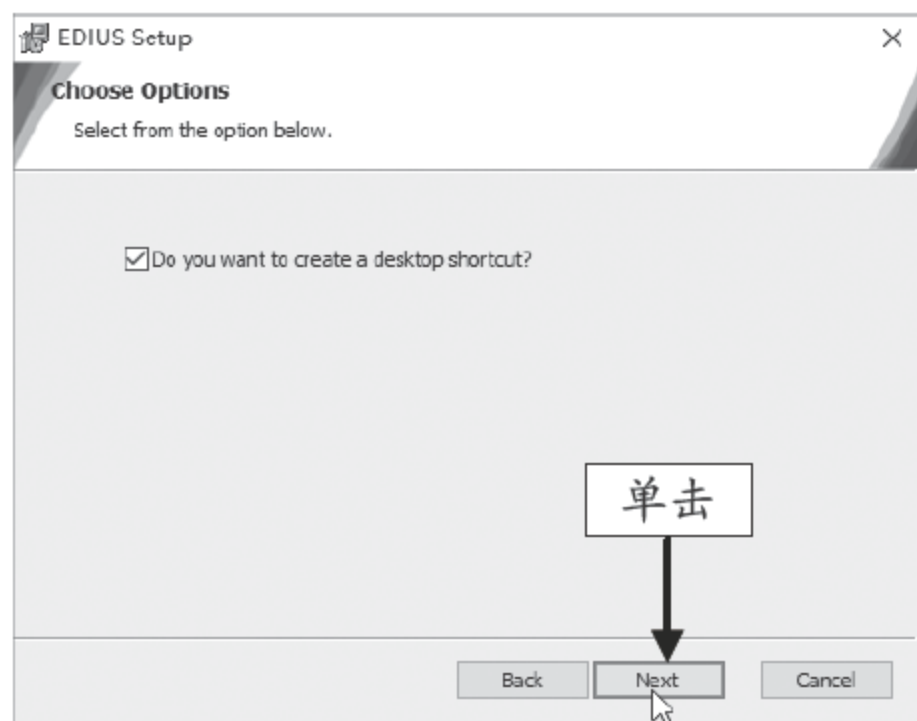 EDIUS Setup
Choose Options
Select from the option below.
Do you want to create a desktop shortcut?
单击
Back Next Cancel